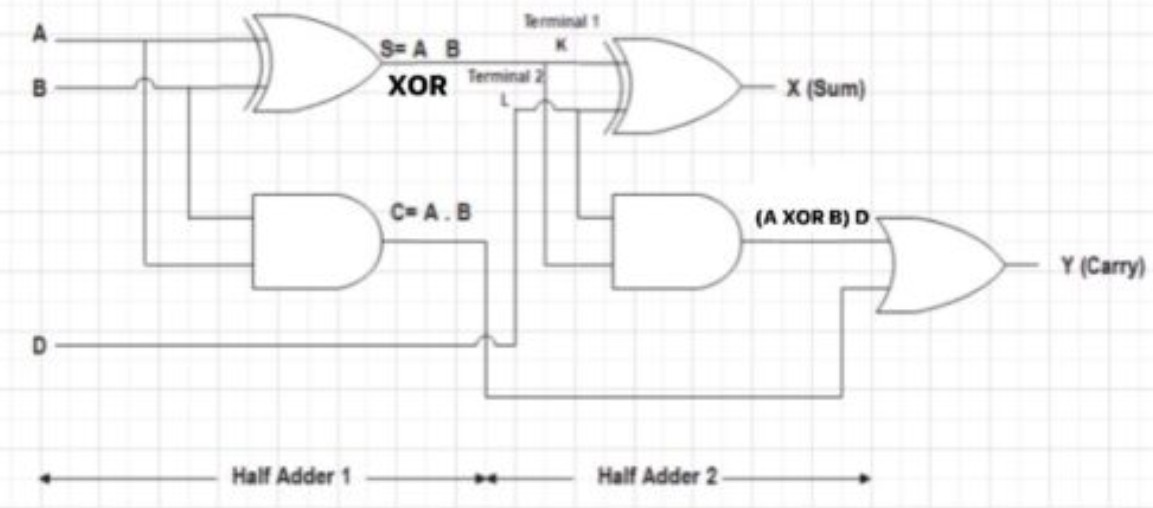 A
B
S= A B
XOR
Terminal 1
K
Terminal 2
L
X (Sum)
C= A . B
(A XOR B) D
Y (Carry)
D
Half Adder 1
Half Adder 2